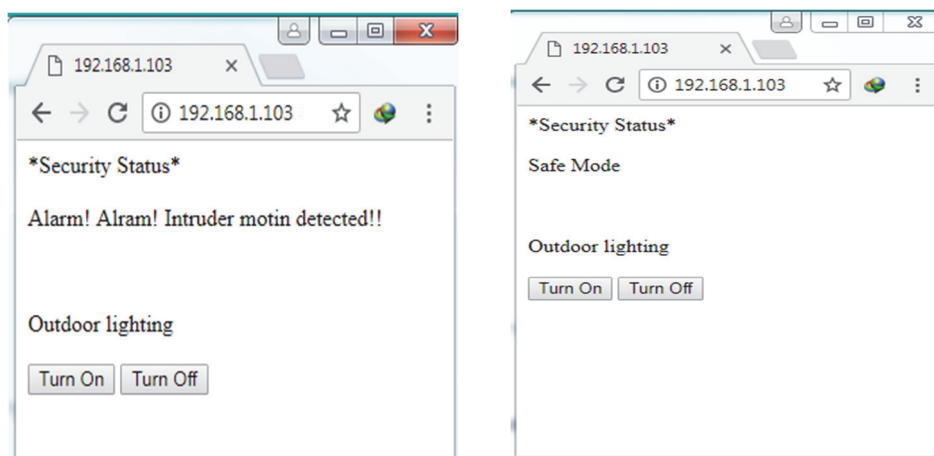 192.168.1.103
192.168.1.103
*Security Status*
Alarm! Alram! Intruder motin detected!!
Outdoor lighting
Turn On Turn Off
192.168.1.103
192.168.1.103
*Security Status*
Safe Mode
Outdoor lighting
Turn On Turn Off